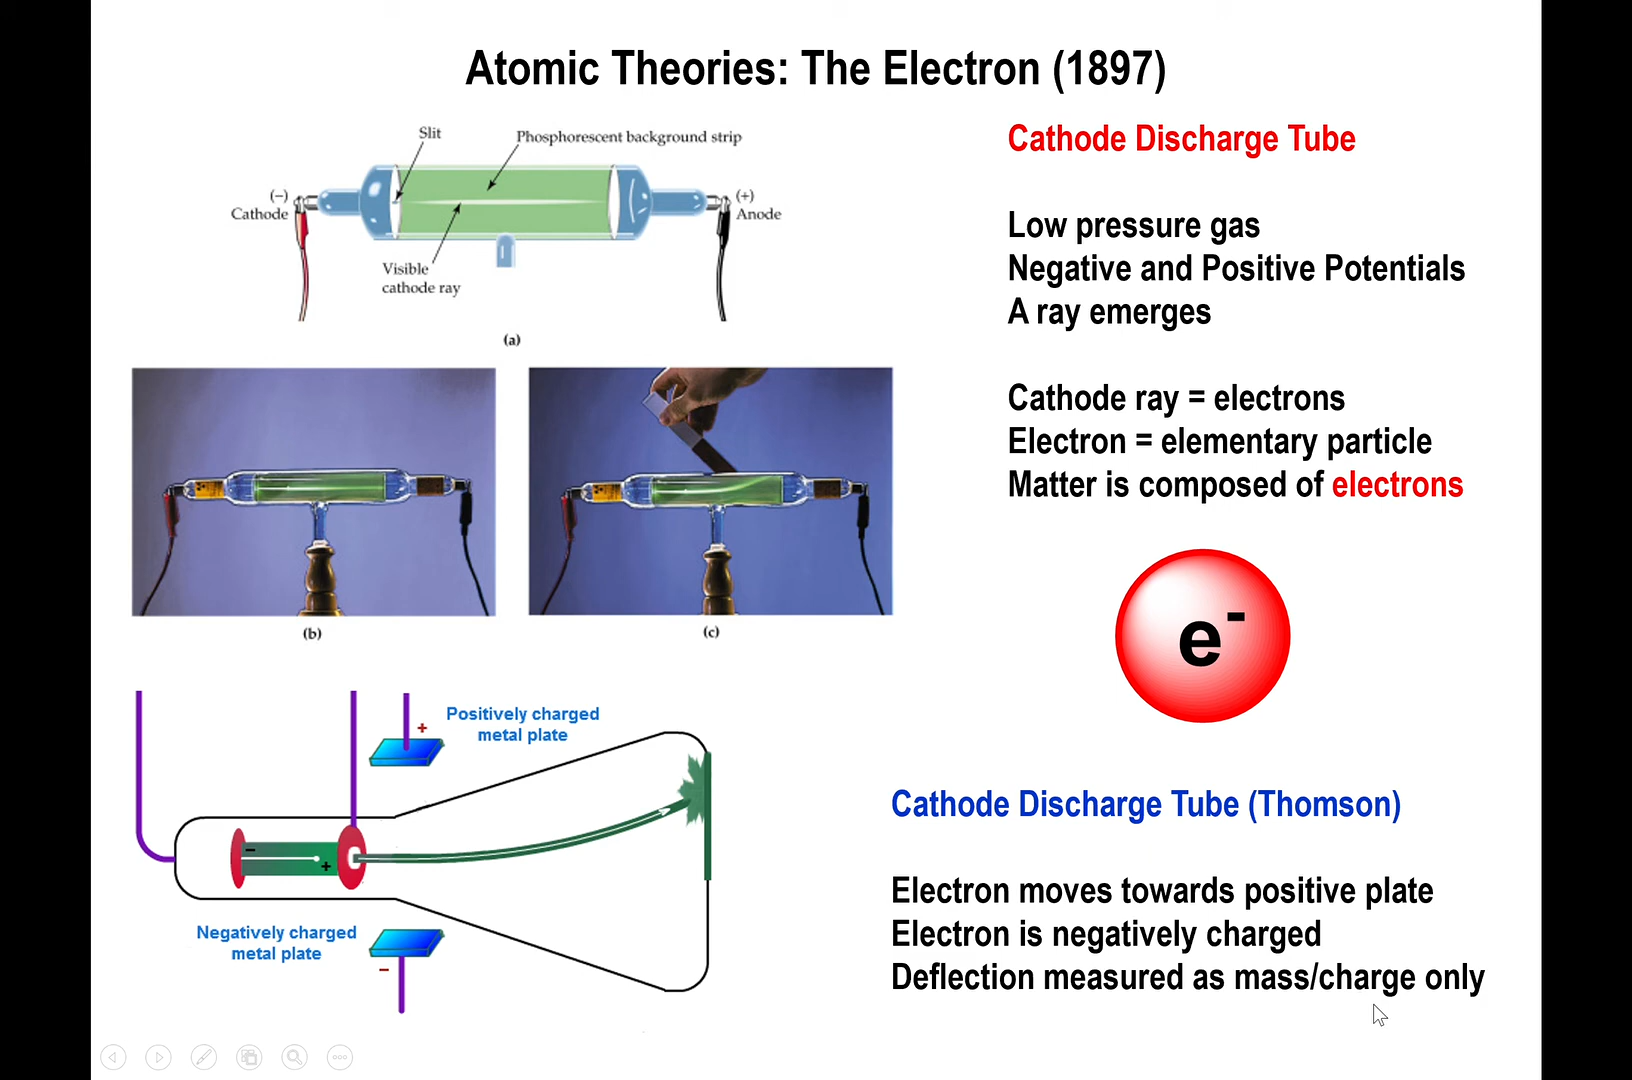 Atomic Theories: The Electron (1897)
Slit
Phosphorescent background strip
(−)
Cathode
(+)
Anode
Visible
cathode ray
(a)
(b)
(c)
Cathode Discharge Tube
Low pressure gas
Negative and Positive Potentials
A ray emerges
Cathode ray = electrons
Electron = elementary particle
Matter is composed of electrons
e-
+
Positively charged
metal plate
−
+
Negatively charged
metal plate
−
Cathode Discharge Tube (Thomson)
Electron moves towards positive plate
Electron is negatively charged
Deflection measured as mass/charge only